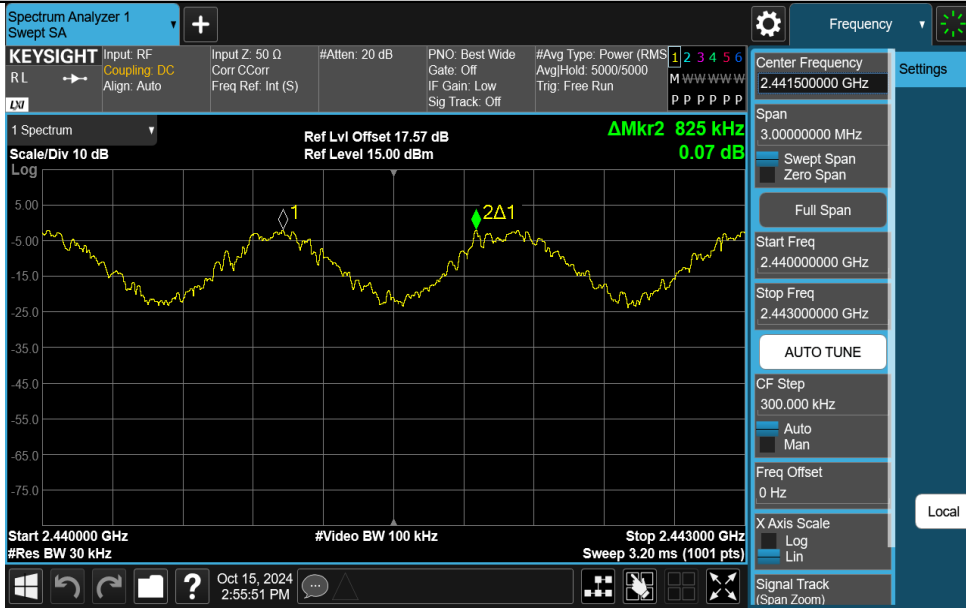 Spectrum Analyzer 1
Swept SA
+
Frequency
KEYSIGHT
RL
LXI
Input: RF
Coupling: DC
Align: Auto
Input Z: 50 Ω
Corr CCorr
Freq Ref: Int (S)
#Atten: 20 dB
PNO: Best Wide
Gate: Off
IF Gain: Low
Sig Track: Off
#Avg Type: Power (RMS
Avg|Hold: 5000/5000
Trig: Free Run
1 2 3 4 5 6
M W W W W W
P P P P P P
1 Spectrum
Scale/Div 10 dB
Log
Ref Lvl Offset 17.57 dB
Ref Level 15.00 dBm
ΔMkr2 825 kHz
0.07 dB
1
2Δ1
5.00
-5.00
-15.0
-25.0
-35.0
-45.0
-55.0
-65.0
-75.0
Start 2.440000 GHz
#Res BW 30 kHz
#Video BW 100 kHz
Stop 2.443000 GHz
Sweep 3.20 ms (1001 pts)
Center Frequency
2.441500000 GHz
Settings
Span
3.00000000 MHz
Swept Span
Zero Span
Full Span
Start Freq
2.440000000 GHz
Stop Freq
2.443000000 GHz
AUTO TUNE
CF Step
300.000 kHz
Auto
Man
Freq Offset
0 Hz
Local
X Axis Scale
Log
Lin
Signal Track
(Span Zoom)
?
Oct 15, 2024
2:55:51 PM